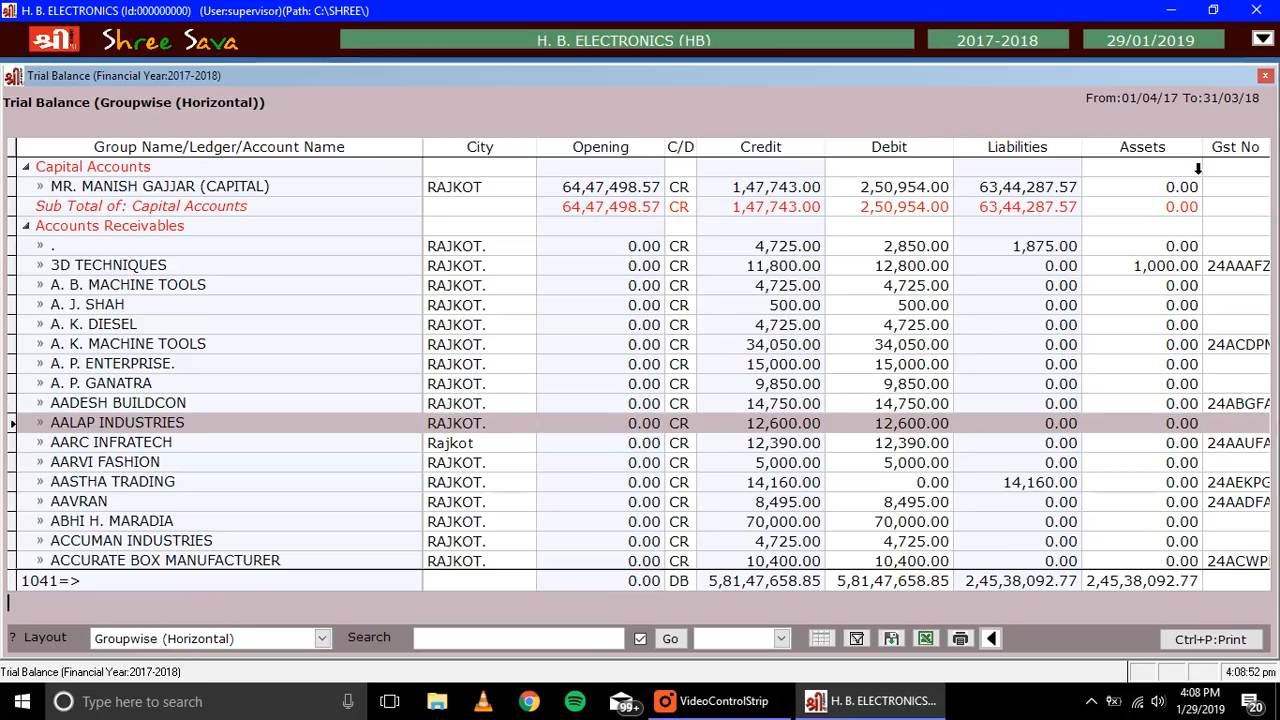 H. B. ELECTRONICS (Id:000000000) (User:supervisor)(Path: C:\SHREE\)
श्री Shree Sava H. B. ELECTRONICS (HB) 2017-2018 29/01/2019
श्री Trial Balance (Financial Year:2017-2018)
Trial Balance (Groupwise (Horizontal)) From:01/04/17 To:31/03/18
Group Name/Ledger/Account Name City Opening C/D Credit Debit Liabilities Assets Gst No
Capital Accounts
» MR. MANISH GAJJAR (CAPITAL) RAJKOT 64,47,498.57 CR 1,47,743.00 2,50,954.00 63,44,287.57 0.00
Sub Total of: Capital Accounts 64,47,498.57 CR 1,47,743.00 2,50,954.00 63,44,287.57 0.00
Accounts Receivables
» . RAJKOT. 0.00 CR 4,725.00 2,850.00 1,875.00 0.00
» 3D TECHNIQUES RAJKOT. 0.00 CR 11,800.00 12,800.00 0.00 1,000.00 24AAAFZ
» A. B. MACHINE TOOLS RAJKOT. 0.00 CR 4,725.00 4,725.00 0.00 0.00
» A. J. SHAH RAJKOT. 0.00 CR 500.00 500.00 0.00 0.00
» A. K. DIESEL RAJKOT. 0.00 CR 4,725.00 4,725.00 0.00 0.00
» A. K. MACHINE TOOLS RAJKOT. 0.00 CR 34,050.00 34,050.00 0.00 0.00 24ACDPM
» A. P. ENTERPRISE. RAJKOT. 0.00 CR 15,000.00 15,000.00 0.00 0.00
» A. P. GANATRA RAJKOT. 0.00 CR 9,850.00 9,850.00 0.00 0.00
» AADESH BUILDCON RAJKOT. 0.00 CR 14,750.00 14,750.00 0.00 0.00 24ABGFA
» AALAP INDUSTRIES RAJKOT. 0.00 CR 12,600.00 12,600.00 0.00 0.00
» AARC INFRATECH Rajkot 0.00 CR 12,390.00 12,390.00 0.00 0.00 24AAUFA
» AARVI FASHION RAJKOT. 0.00 CR 5,000.00 5,000.00 0.00 0.00
» AASTHA TRADING RAJKOT. 0.00 CR 14,160.00 0.00 14,160.00 0.00 24AEKPG
» AAVRAN RAJKOT. 0.00 CR 8,495.00 8,495.00 0.00 0.00 24AADFA
» ABHI H. MARADIA RAJKOT. 0.00 CR 70,000.00 70,000.00 0.00 0.00
» ACCUMAN INDUSTRIES RAJKOT. 0.00 CR 4,725.00 4,725.00 0.00 0.00
» ACCURATE BOX MANUFACTURER RAJKOT. 0.00 CR 10,400.00 10,400.00 0.00 0.00 24ACWP
1041=> 0.00 DB 5,81,47,658.85 5,81,47,658.85 2,45,38,092.77 2,45,38,092.77
? Layout Groupwise (Horizontal) Search Go Ctrl+P:Print
Trial Balance (Financial Year:2017-2018) 4:08:52 pm
Type here to search 99+ VideoControlStrip श्री H. B. ELECTRONICS... 4:08 PM
1/29/2019 20